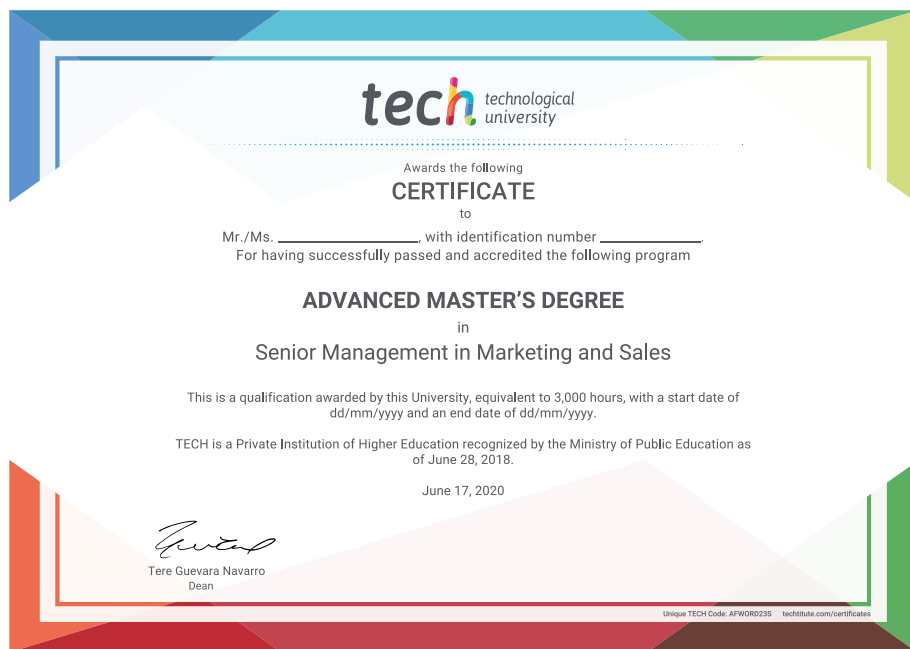 tech technological
university
Awards the following
CERTIFICATE
to
Mr./Ms. ____________________, with identification number ______________.
For having successfully passed and accredited the following program
ADVANCED MASTER’S DEGREE
in
Senior Management in Marketing and Sales
This is a qualification awarded by this University, equivalent to 3,000 hours, with a start date of
dd/mm/yyyy and an end date of dd/mm/yyyy.
TECH is a Private Institution of Higher Education recognized by the Ministry of Public Education as
of June 28, 2018.
June 17, 2020
Tere Guevara Navarro
Dean
Unique TECH Code: AFWORD23S techtitute.com/certificates